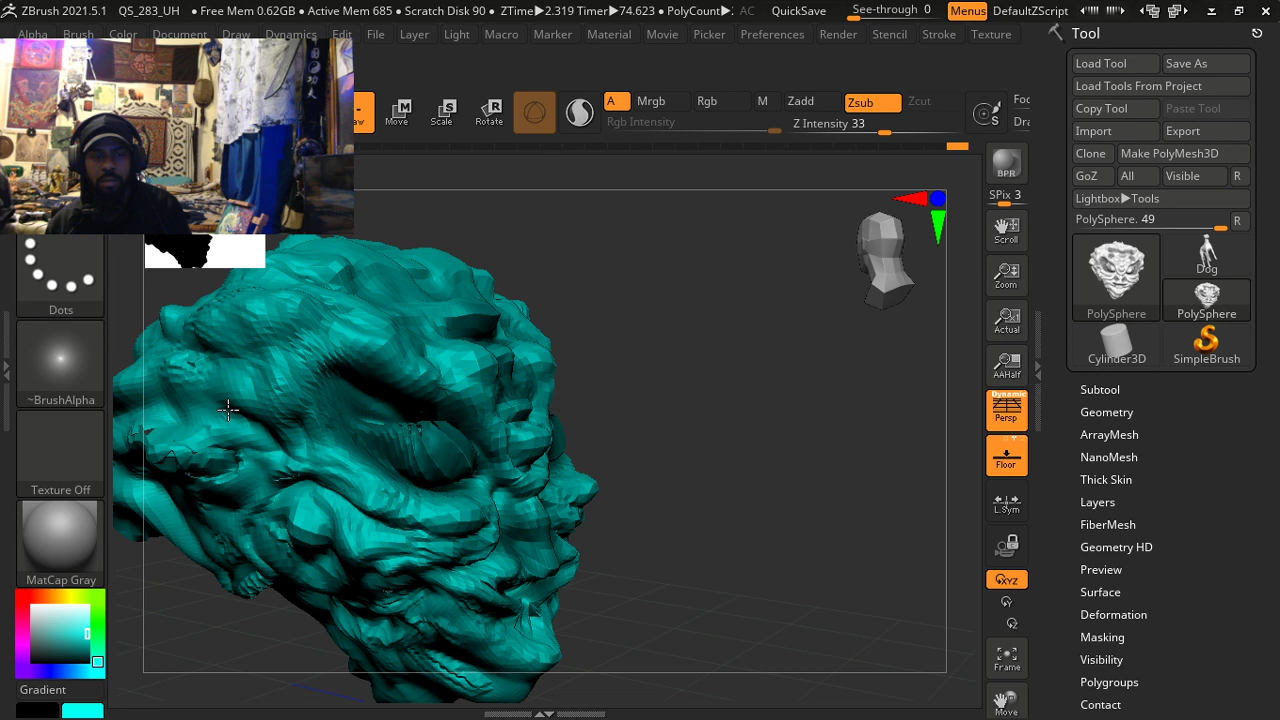 ZBrush 2021.5.1 QS_283_UH ● Free Mem 0.62GB ● Active Mem 685 ● Scratch Disk 90 ● ZTime▶2.319 Timer▶74.623 ● PolyCount▶ AC QuickSave See-through 0 Menus DefaultZScript
Alpha Brush Color Document Draw Dynamics Edit File Layer Light Macro Marker Material Movie Picker Preferences Render Stencil Stroke Texture
Tool
Load Tool Save As
Load Tools From Project
Copy Tool Paste Tool
Import Export
Clone Make PolyMesh3D
GoZ All Visible R
Lightbox▶Tools
PolySphere. 49 R
PolySphere
Dog
PolySphere
Cylinder3D SimpleBrush
Subtool
Geometry
ArrayMesh
NanoMesh
Thick Skin
Layers
FiberMesh
Geometry HD
Preview
Surface
Deformation
Masking
Visibility
Polygroups
Contact
M Move
M Scale
R Rotate
A Mrgb Rgb M Zadd Zsub Zcut
Rgb Intensity
Z Intensity 33
S
Foc
Dra
BPR
SPix 3
Scroll
Zoom
Actual
AAHalf
Dynamic
Persp
Floor
L.Sym
XYZ
Frame
Move
Dots
~BrushAlpha
Texture Off
MatCap Gray
Gradient